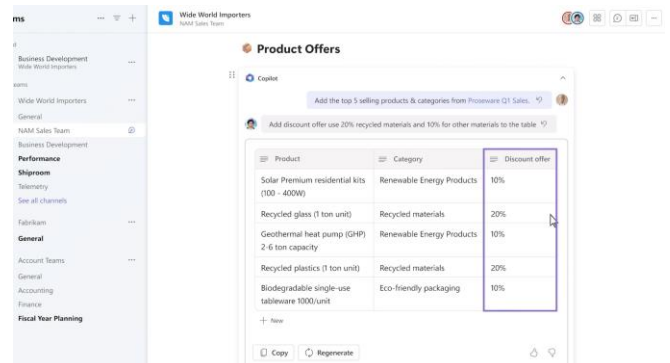 ms
Wide World Importers
NAM Sales Team
Business Development
Wide World Importers
Wide World Importers
General
NAM Sales Team
Business Development
Performance
Shiproom
Telemetry
See all channels
Fabrikam
General
Account Teams
General
Accounting
Finance
Fiscal Year Planning
Product Offers
Copilot
Add the top 5 selling products & categories from Proseware Q1 Sales.
Add discount offer use 20% recycled materials and 10% for other materials to the table
Product Category Discount offer
Solar Premium residential kits Renewable Energy Products 10%
(100 - 400W)
Recycled glass (1 ton unit) Recycled materials 20%
Geothermal heat pump (GHP) Renewable Energy Products 10%
2-6 ton capacity
Recycled plastics (1 ton unit) Recycled materials 20%
Biodegradable single-use Eco-friendly packaging 10%
tableware 1000/unit
+ New
Copy Regenerate